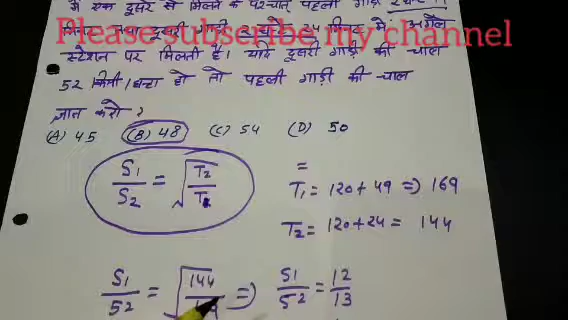 में एक दूसरे से मिलने के पश्चात् पहली गाड़ी
Please subscribe my channel
स्टेशन पर मिलती है। यदि दूसरी गाड़ी की चाल
52 किमी/घन्टा हो तो पहली गाड़ी की चाल
ज्ञात करो ?
(A) 45 (B) 48 (C) 54 (D) 50
S1/S2 = √T2/T1
=
T1 = 120+49 => 169
T2 = 120+24 = 144
S1/52 = √144/ => S1/52 = 12/13